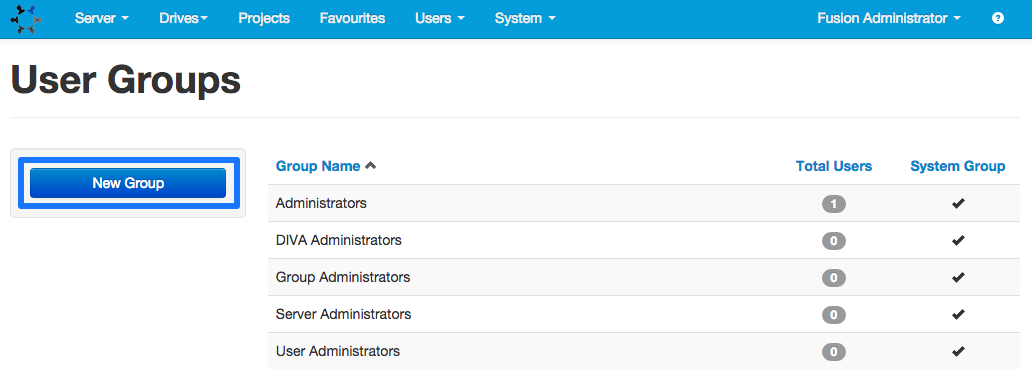 Server Drives Projects Favourites Users System Fusion Administrator ?
User Groups
New Group
Group Name Total Users System Group
Administrators 1
DIVA Administrators 0
Group Administrators 0
Server Administrators 0
User Administrators 0